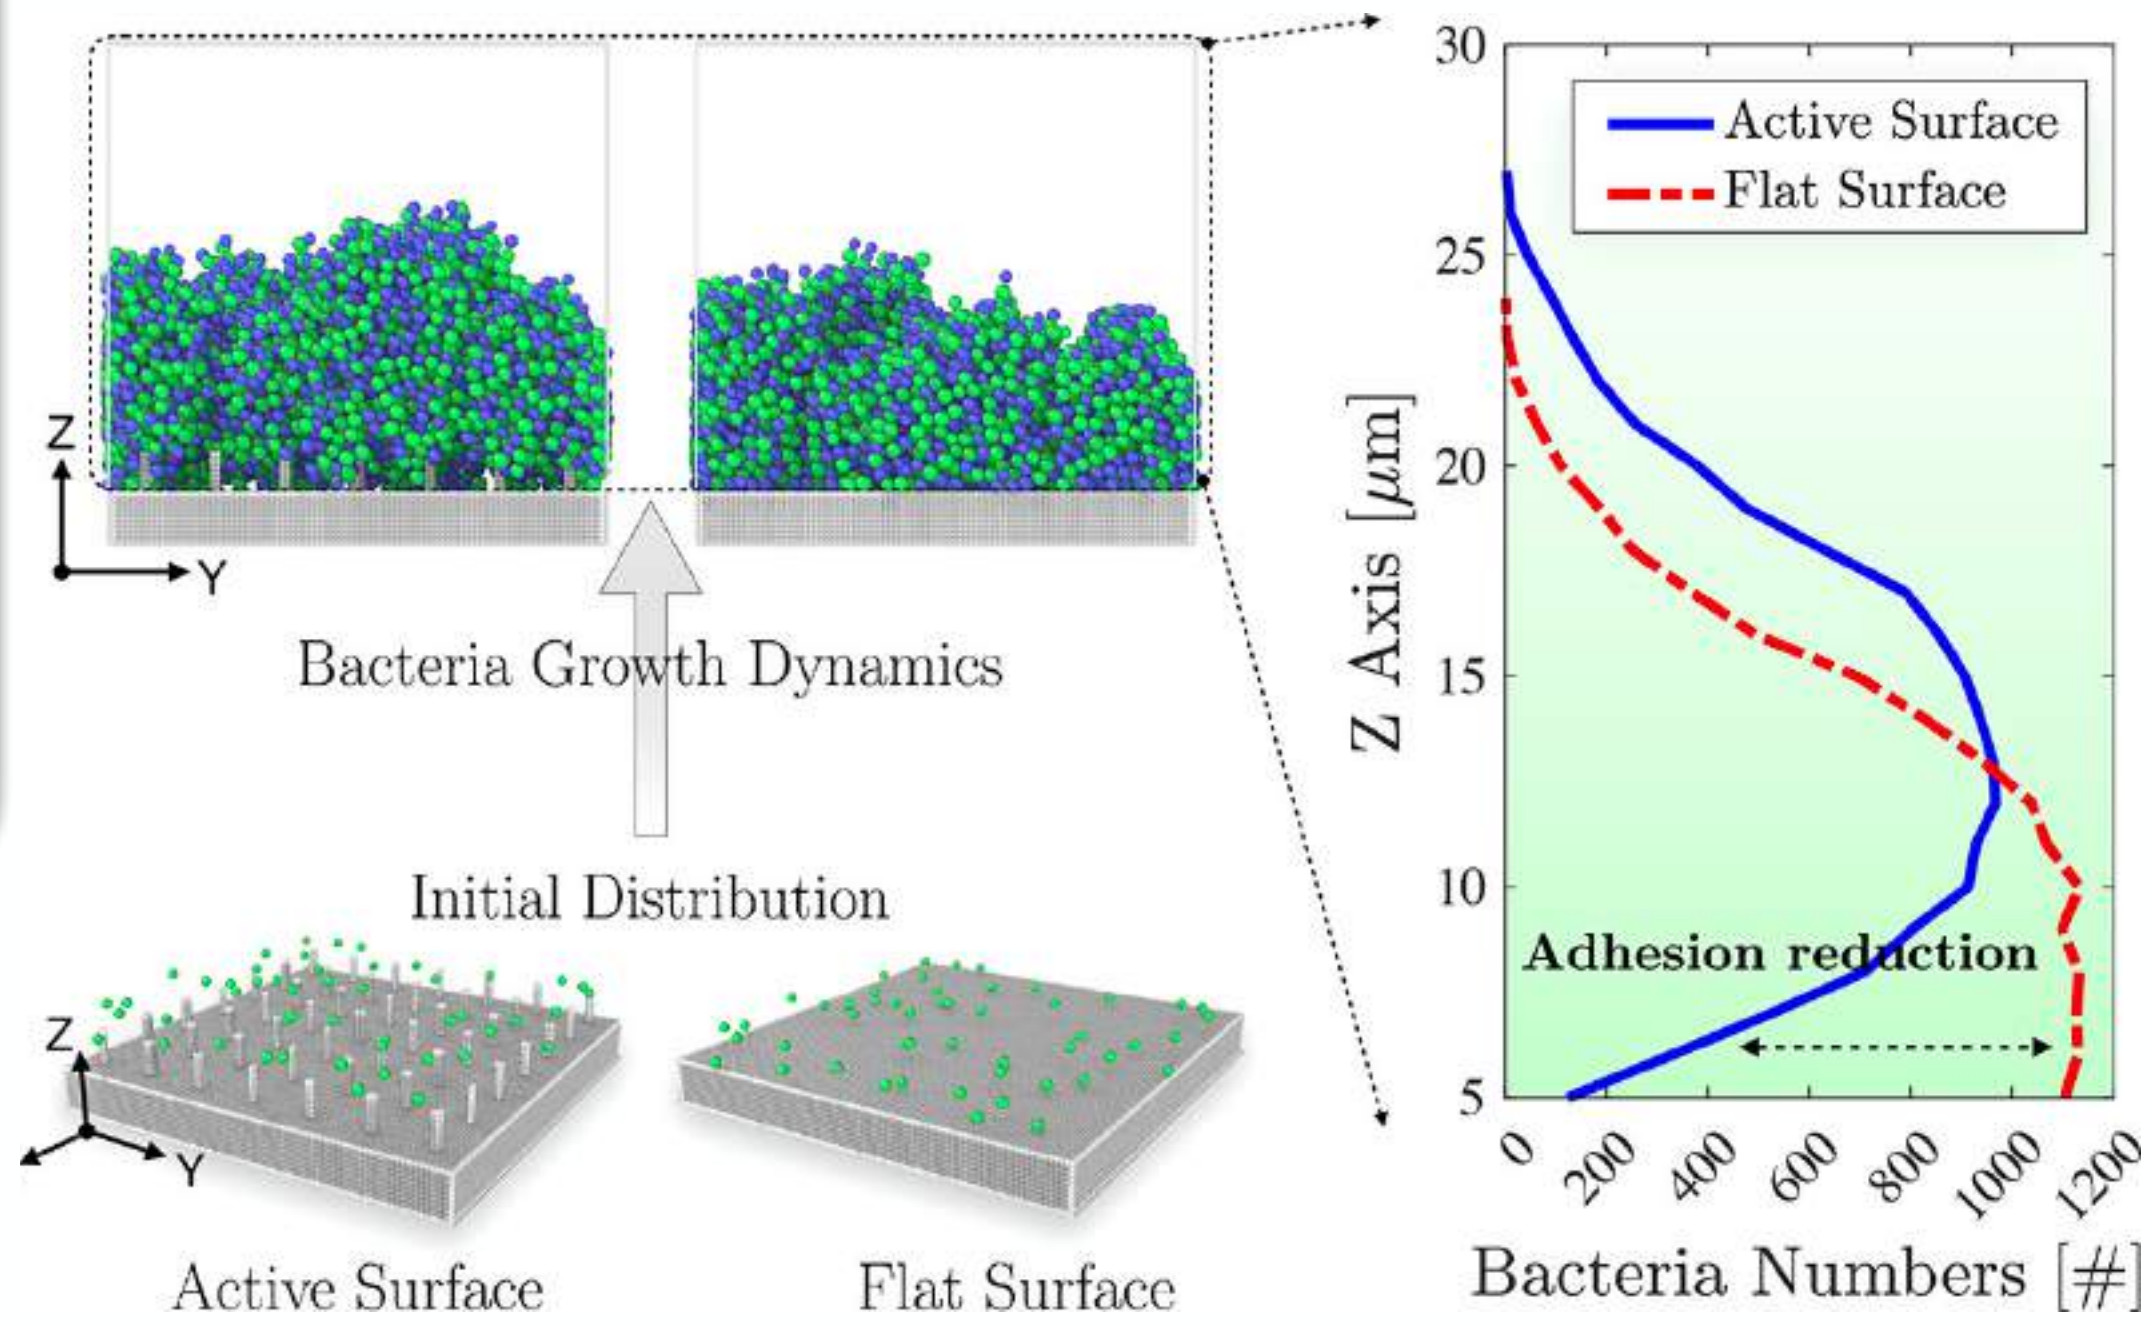 Z
Y
Bacteria Growth Dynamics
Initial Distribution
Z
Y
Active Surface
Flat Surface
30
25
20
15
10
5
Z Axis [μm]
Active Surface
Flat Surface
Adhesion reduction
0 200 400 600 800 1000 1200
Bacteria Numbers [#]